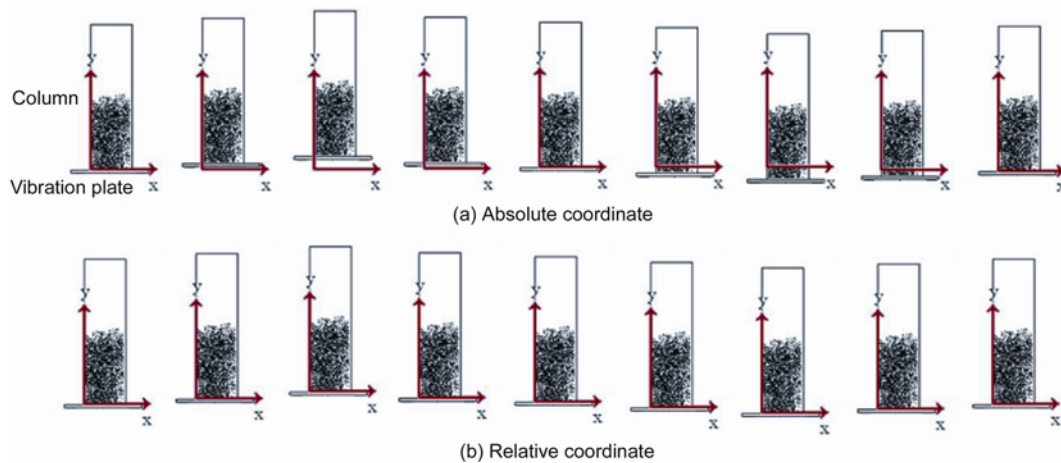 y y y y y y y y y
Column
Vibration plate
x x x x x x x x x
(a) Absolute coordinate
y y y y y y y y y
x x x x x x x x x
(b) Relative coordinate